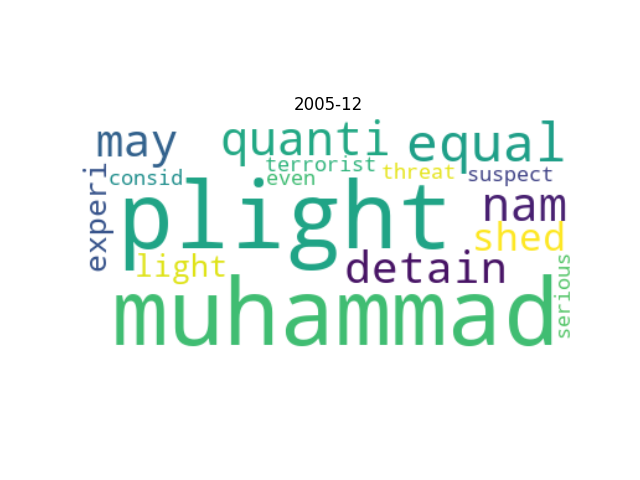 2005-12
may
quanti
equal
terrorist
threat
suspect
consid
even
experi
plight
nam
shed
light
detain
muhammad
serious